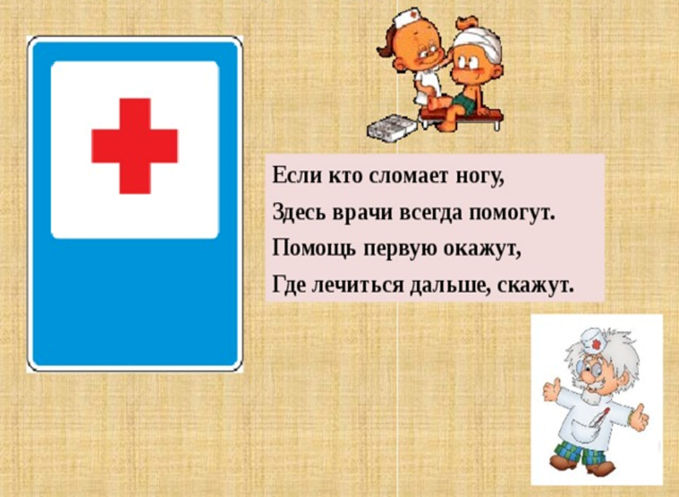 Если кто сломает ногу,
Здесь врачи всегда помогут.
Помощь первую окажут,
Где лечиться дальше, скажут.